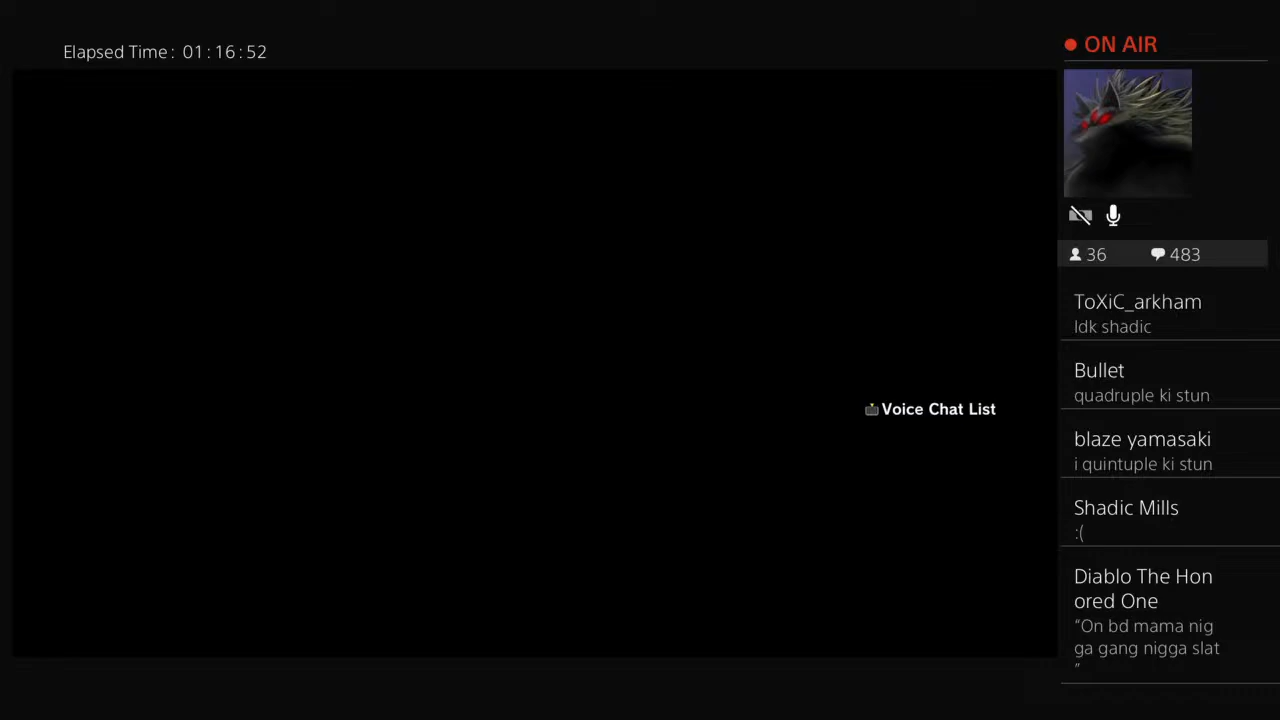 Elapsed Time: 01:16:52
ON AIR
36 483
Voice Chat List
ToXiC_arkham
Idk shadic
Bullet
quadruple ki stun
blaze yamasaki
i quintuple ki stun
Shadic Mills
:(
Diablo The Hon
ored One
“On bd mama nig
ga gang nigga slat
”